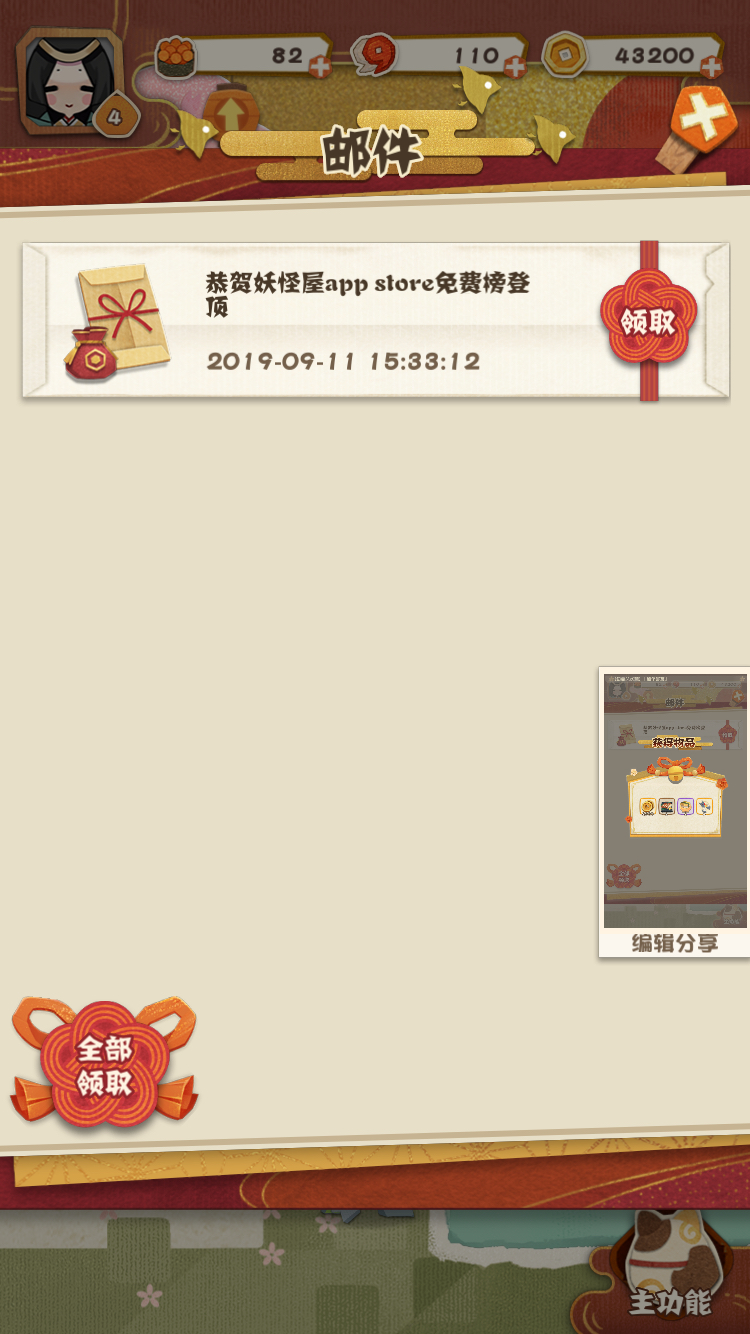 82
110
43200
4
邮件
恭贺妖怪屋app store免费榜登
顶
领取
2019-09-11 15:33:12
邮件
获得物品
编辑分享
全部
领取
主功能